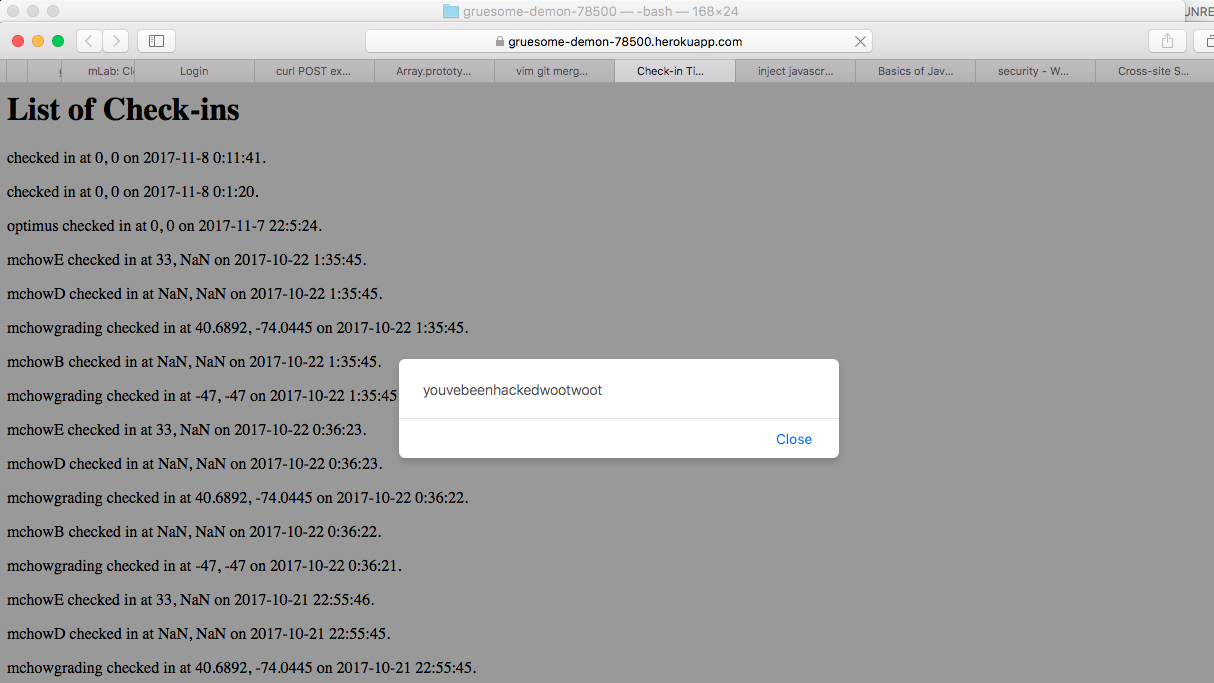 gruesome-demon-78500 — -bash — 168×24
UNRE
gruesome-demon-78500.herokuapp.com
mLab: Cl
Login
curl POST ex...
Array.prototy...
vim git merg...
Check-in Ti...
inject javascr...
Basics of Jav...
security - W...
Cross-site S...
List of Check-ins
checked in at 0, 0 on 2017-11-8 0:11:41.
checked in at 0, 0 on 2017-11-8 0:1:20.
optimus checked in at 0, 0 on 2017-11-7 22:5:24.
mchowE checked in at 33, NaN on 2017-10-22 1:35:45.
mchowD checked in at NaN, NaN on 2017-10-22 1:35:45.
mchowgrading checked in at 40.6892, -74.0445 on 2017-10-22 1:35:45.
mchowB checked in at NaN, NaN on 2017-10-22 1:35:45.
mchowgrading checked in at -47, -47 on 2017-10-22 1:35:45
mchowE checked in at 33, NaN on 2017-10-22 0:36:23.
mchowD checked in at NaN, NaN on 2017-10-22 0:36:23.
mchowgrading checked in at 40.6892, -74.0445 on 2017-10-22 0:36:22.
mchowB checked in at NaN, NaN on 2017-10-22 0:36:22.
mchowgrading checked in at -47, -47 on 2017-10-22 0:36:21.
mchowE checked in at 33, NaN on 2017-10-21 22:55:46.
mchowD checked in at NaN, NaN on 2017-10-21 22:55:45.
mchowgrading checked in at 40.6892, -74.0445 on 2017-10-21 22:55:45.
youvebeenhackedwootwoot
Close